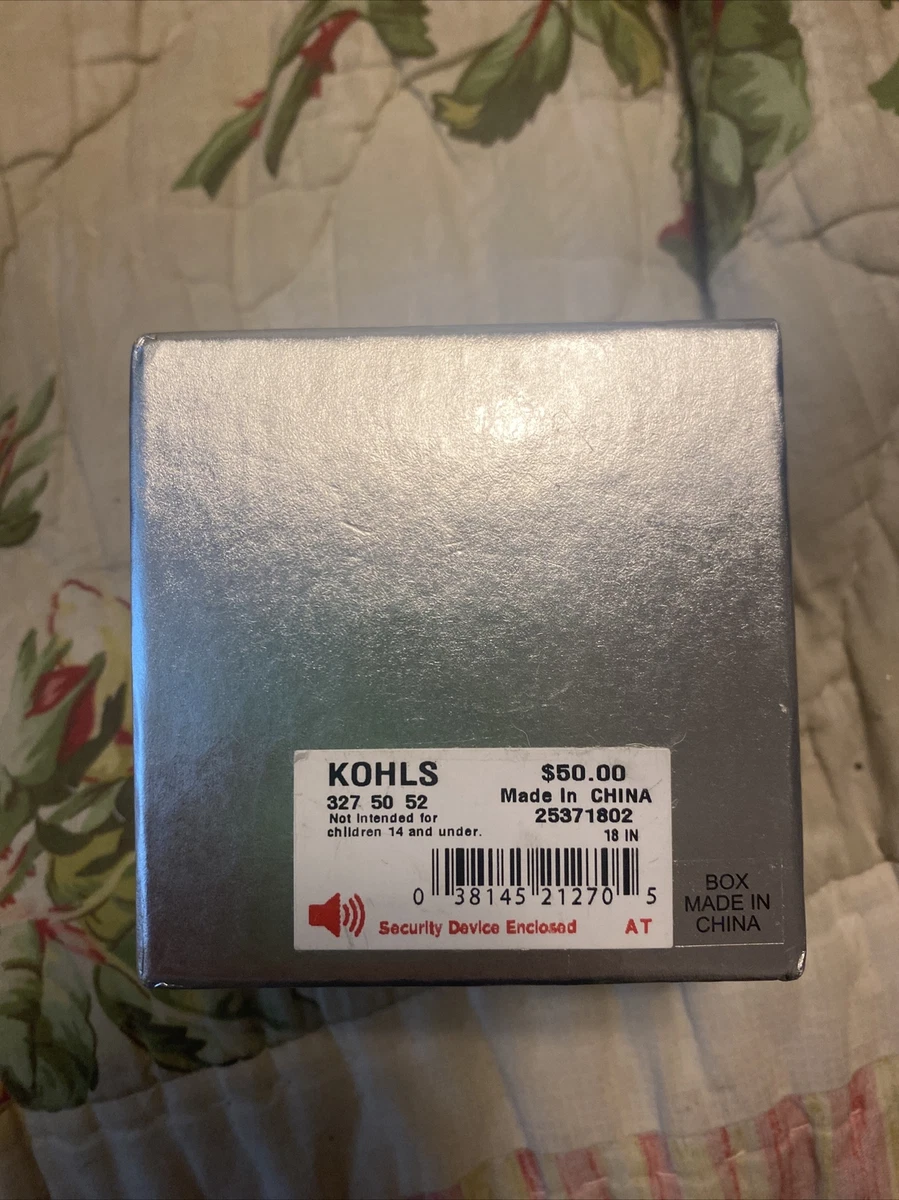 KOHLS
327 50 52
Not Intended for
children 14 and under.
$50.00
Made In CHINA
25371802
18 IN
0 38145 21270 5
Security Device Enclosed
AT
BOX
MADE IN
CHINA